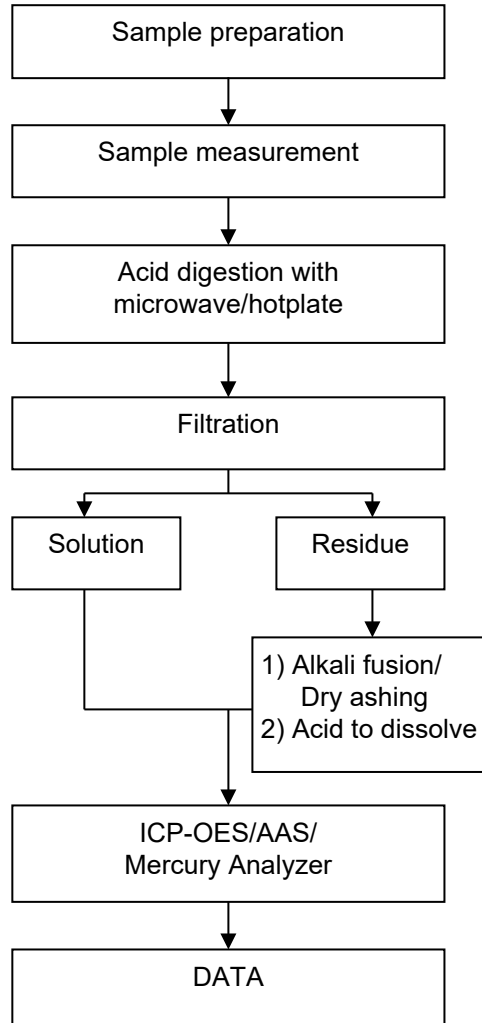 Sample preparation
Sample measurement
Acid digestion with
microwave/hotplate
Filtration
Solution
Residue
1) Alkali fusion/
Dry ashing
2) Acid to dissolve
ICP-OES/AAS/
Mercury Analyzer
DATA